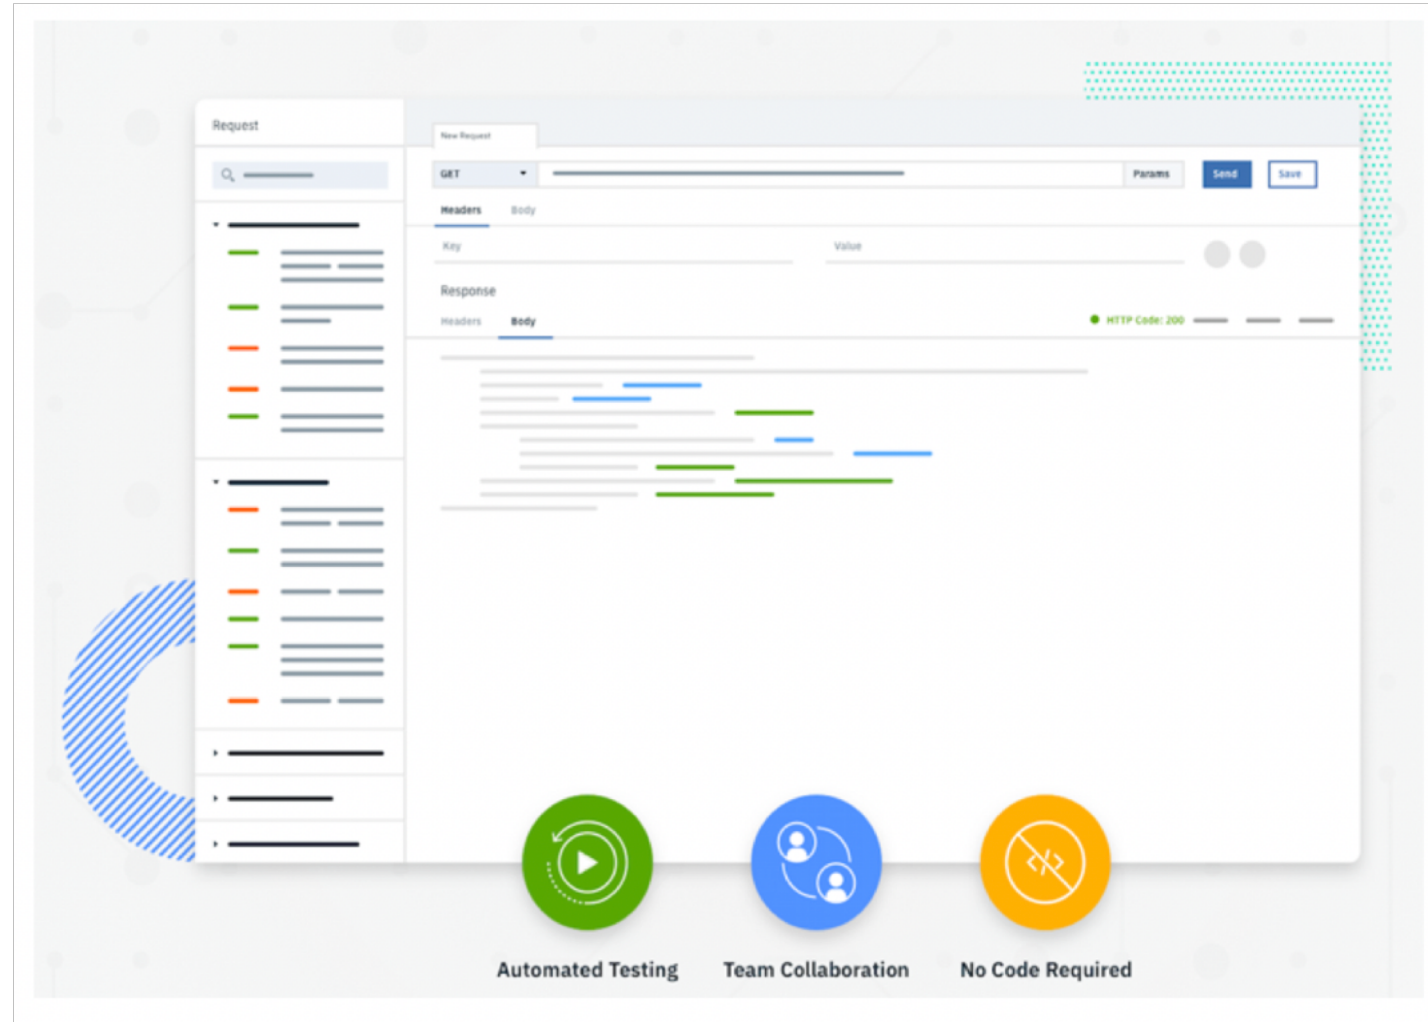 Request
New Request
GET
Params
Send
Save
Headers
Body
Key
Value
Response
Headers
Body
HTTP Code: 200
Automated Testing
Team Collaboration
No Code Required